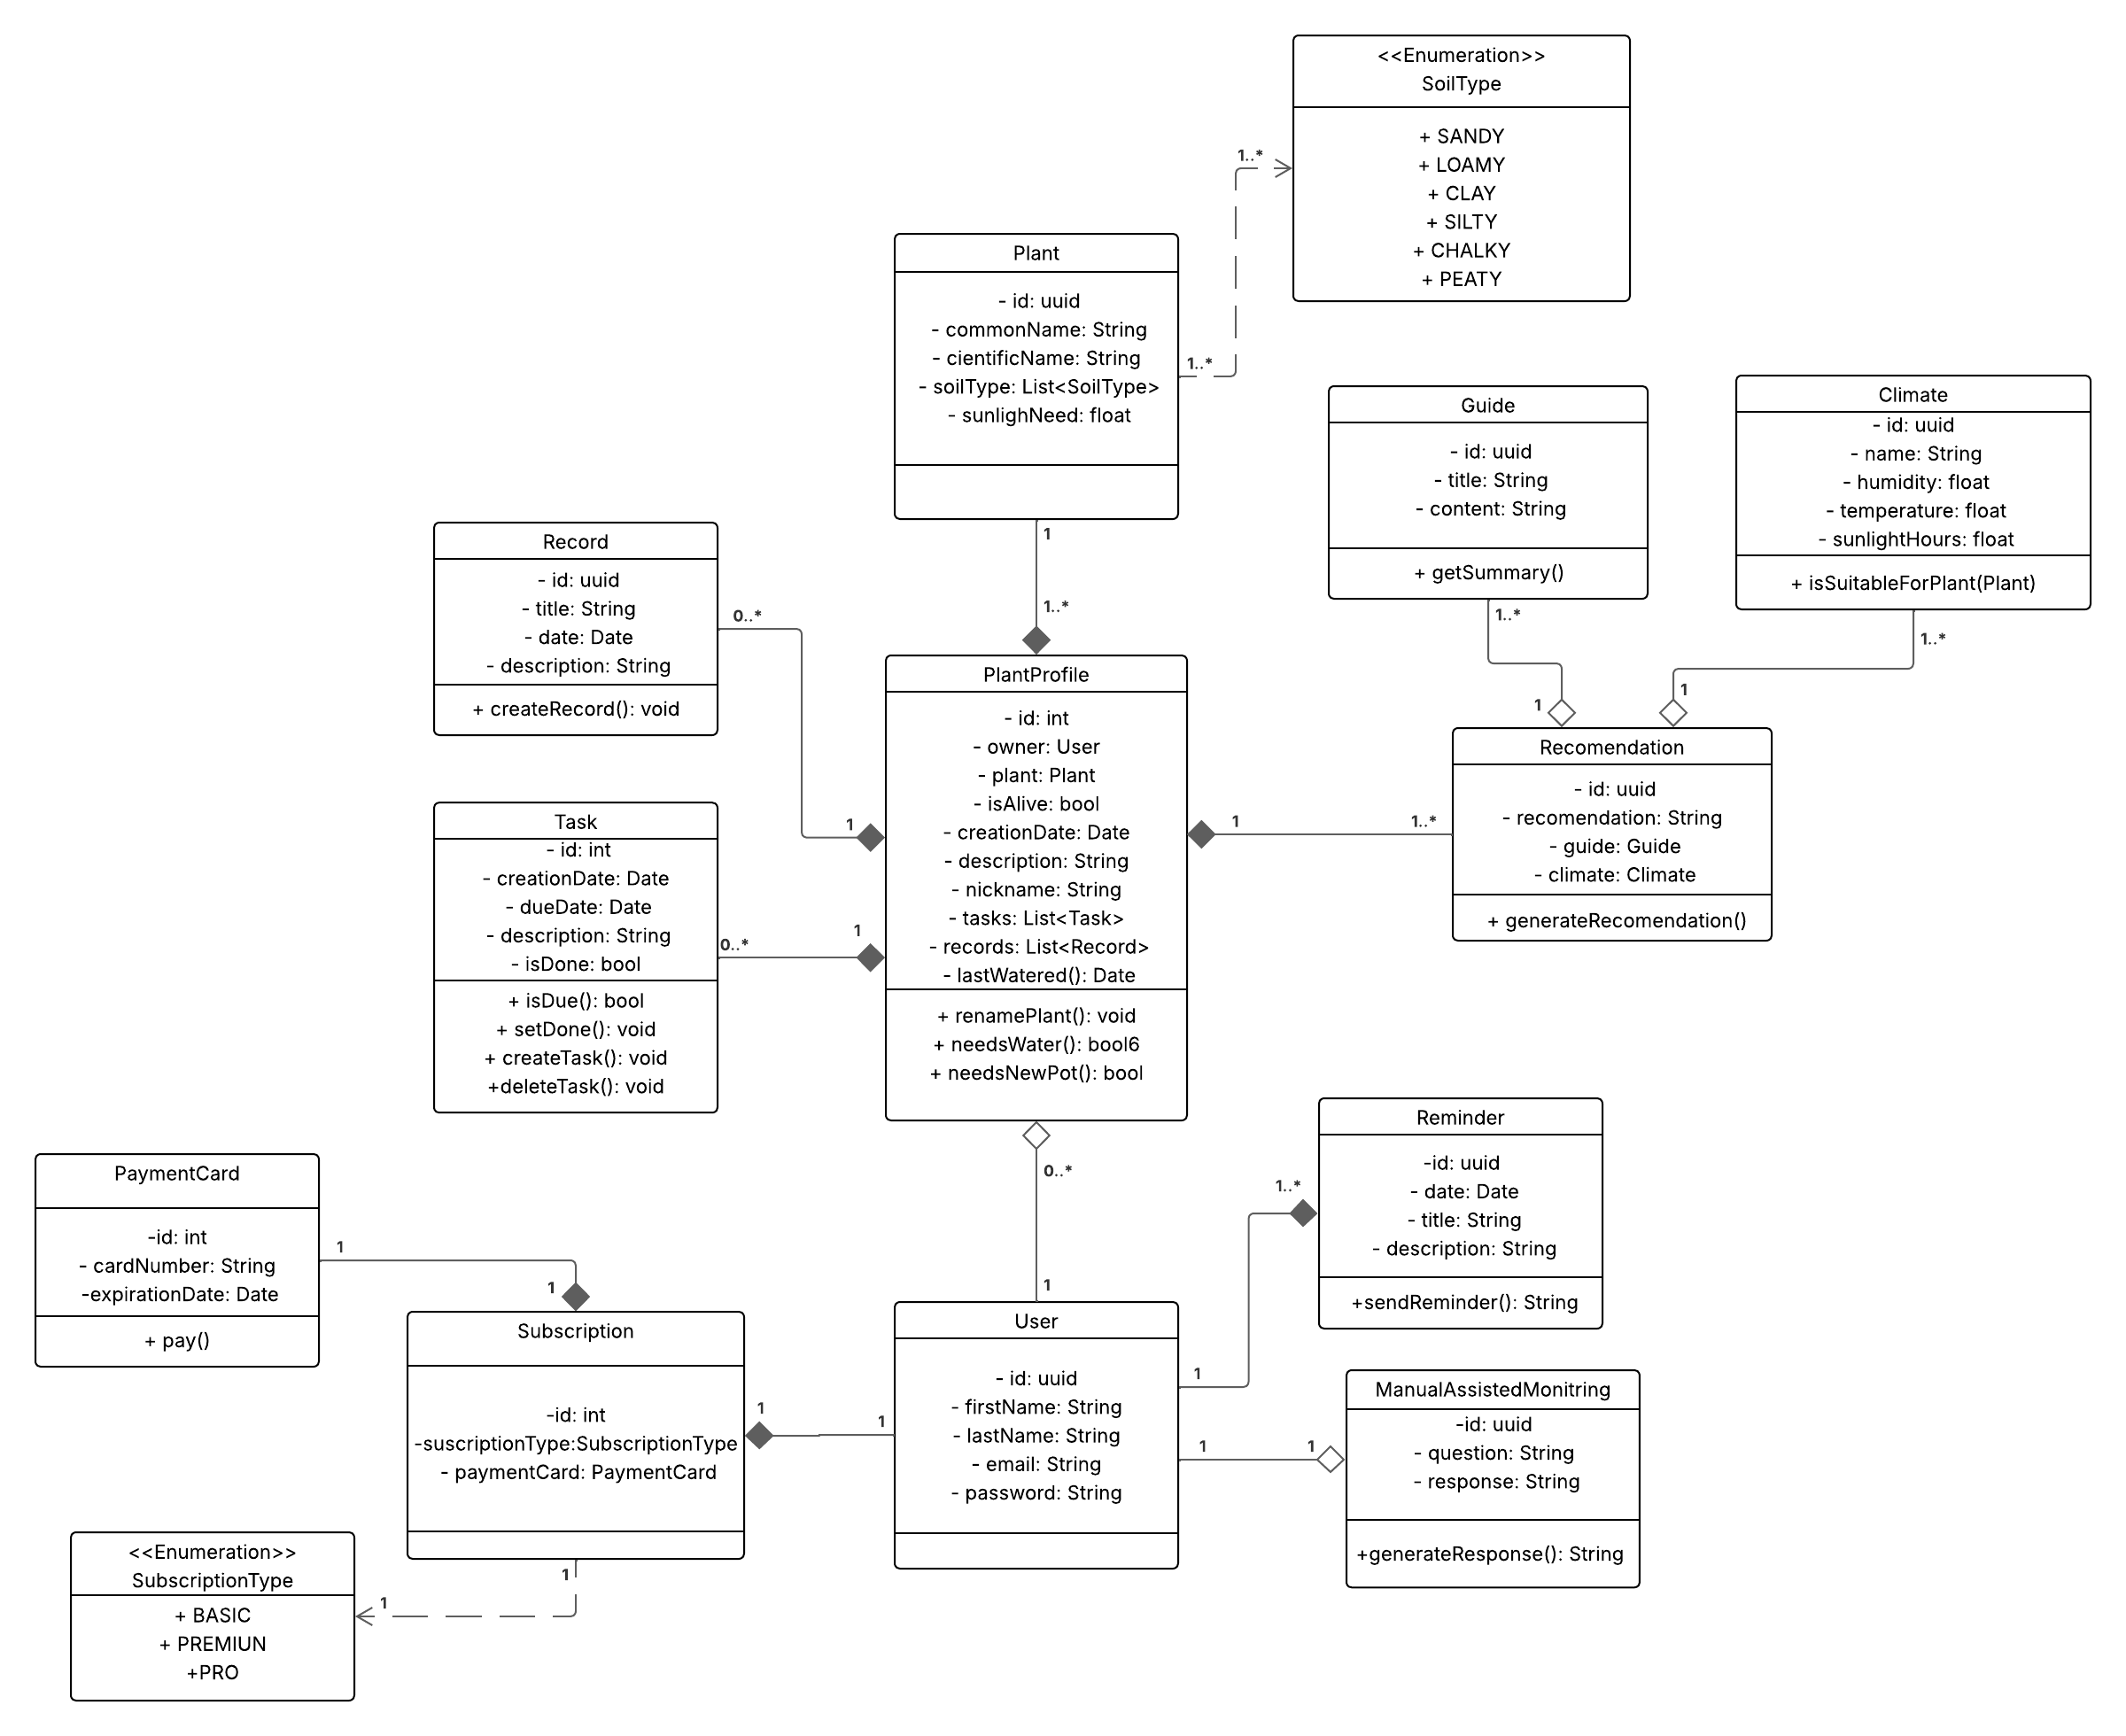 <<Enumeration>>
SoilType
+ SANDY
+ LOAMY
+ CLAY
+ SILTY
+ CHALKY
+ PEATY
1..*
1..*
Plant
- id: uuid
- commonName: String
- cientificName: String
- soilType: List<SoilType>
- sunlighNeed: float
1
1..*
Guide
- id: uuid
- title: String
- content: String
+ getSummary()
1..*
1
Climate
- id: uuid
- name: String
- humidity: float
- temperature: float
- sunlightHours: float
+ isSuitableForPlant(Plant)
1..*
1
Record
- id: uuid
- title: String
- date: Date
- description: String
+ createRecord(): void
0..*
1
PlantProfile
- id: int
- owner: User
- plant: Plant
- isAlive: bool
- creationDate: Date
- description: String
- nickname: String
- tasks: List<Task>
- records: List<Record>
- lastWatered(): Date
+ renamePlant(): void
+ needsWater(): bool6
+ needsNewPot(): bool
1
1..*
Recomendation
- id: uuid
- recomendation: String
- guide: Guide
- climate: Climate
+ generateRecomendation()
Task
- id: int
- creationDate: Date
- dueDate: Date
- description: String
- isDone: bool
+ isDue(): bool
+ setDone(): void
+ createTask(): void
+deleteTask(): void
0..*
1
0..*
1
Reminder
-id: uuid
- date: Date
- title: String
- description: String
+sendReminder(): String
1..*
1
PaymentCard
-id: int
- cardNumber: String
-expirationDate: Date
+ pay()
1
1
Subscription
-id: int
-suscriptionType:SubscriptionType
- paymentCard: PaymentCard
1
1
User
- id: uuid
- firstName: String
- lastName: String
- email: String
- password: String
1
1
ManualAssistedMonitring
-id: uuid
- question: String
- response: String
+generateResponse(): String
1
1
<<Enumeration>>
SubscriptionType
+ BASIC
+ PREMIUN
+PRO